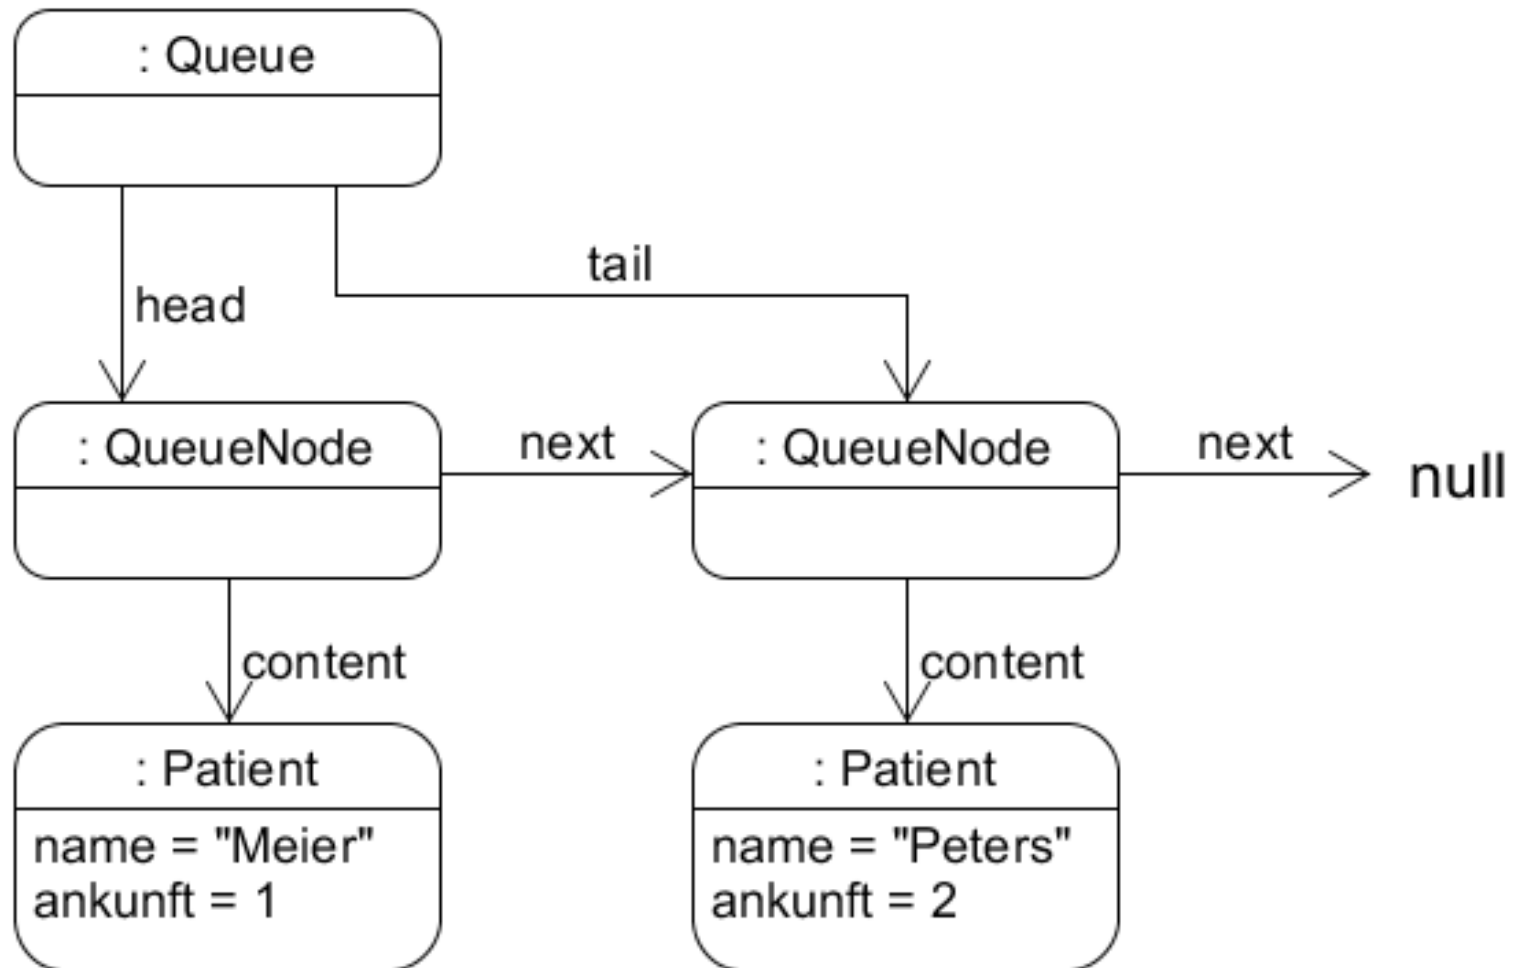 : Queue
tail
head
: QueueNode
next
: QueueNode
next
null
content
content
: Patient
name = "Meier"
ankunft = 1
: Patient
name = "Peters"
ankunft = 2